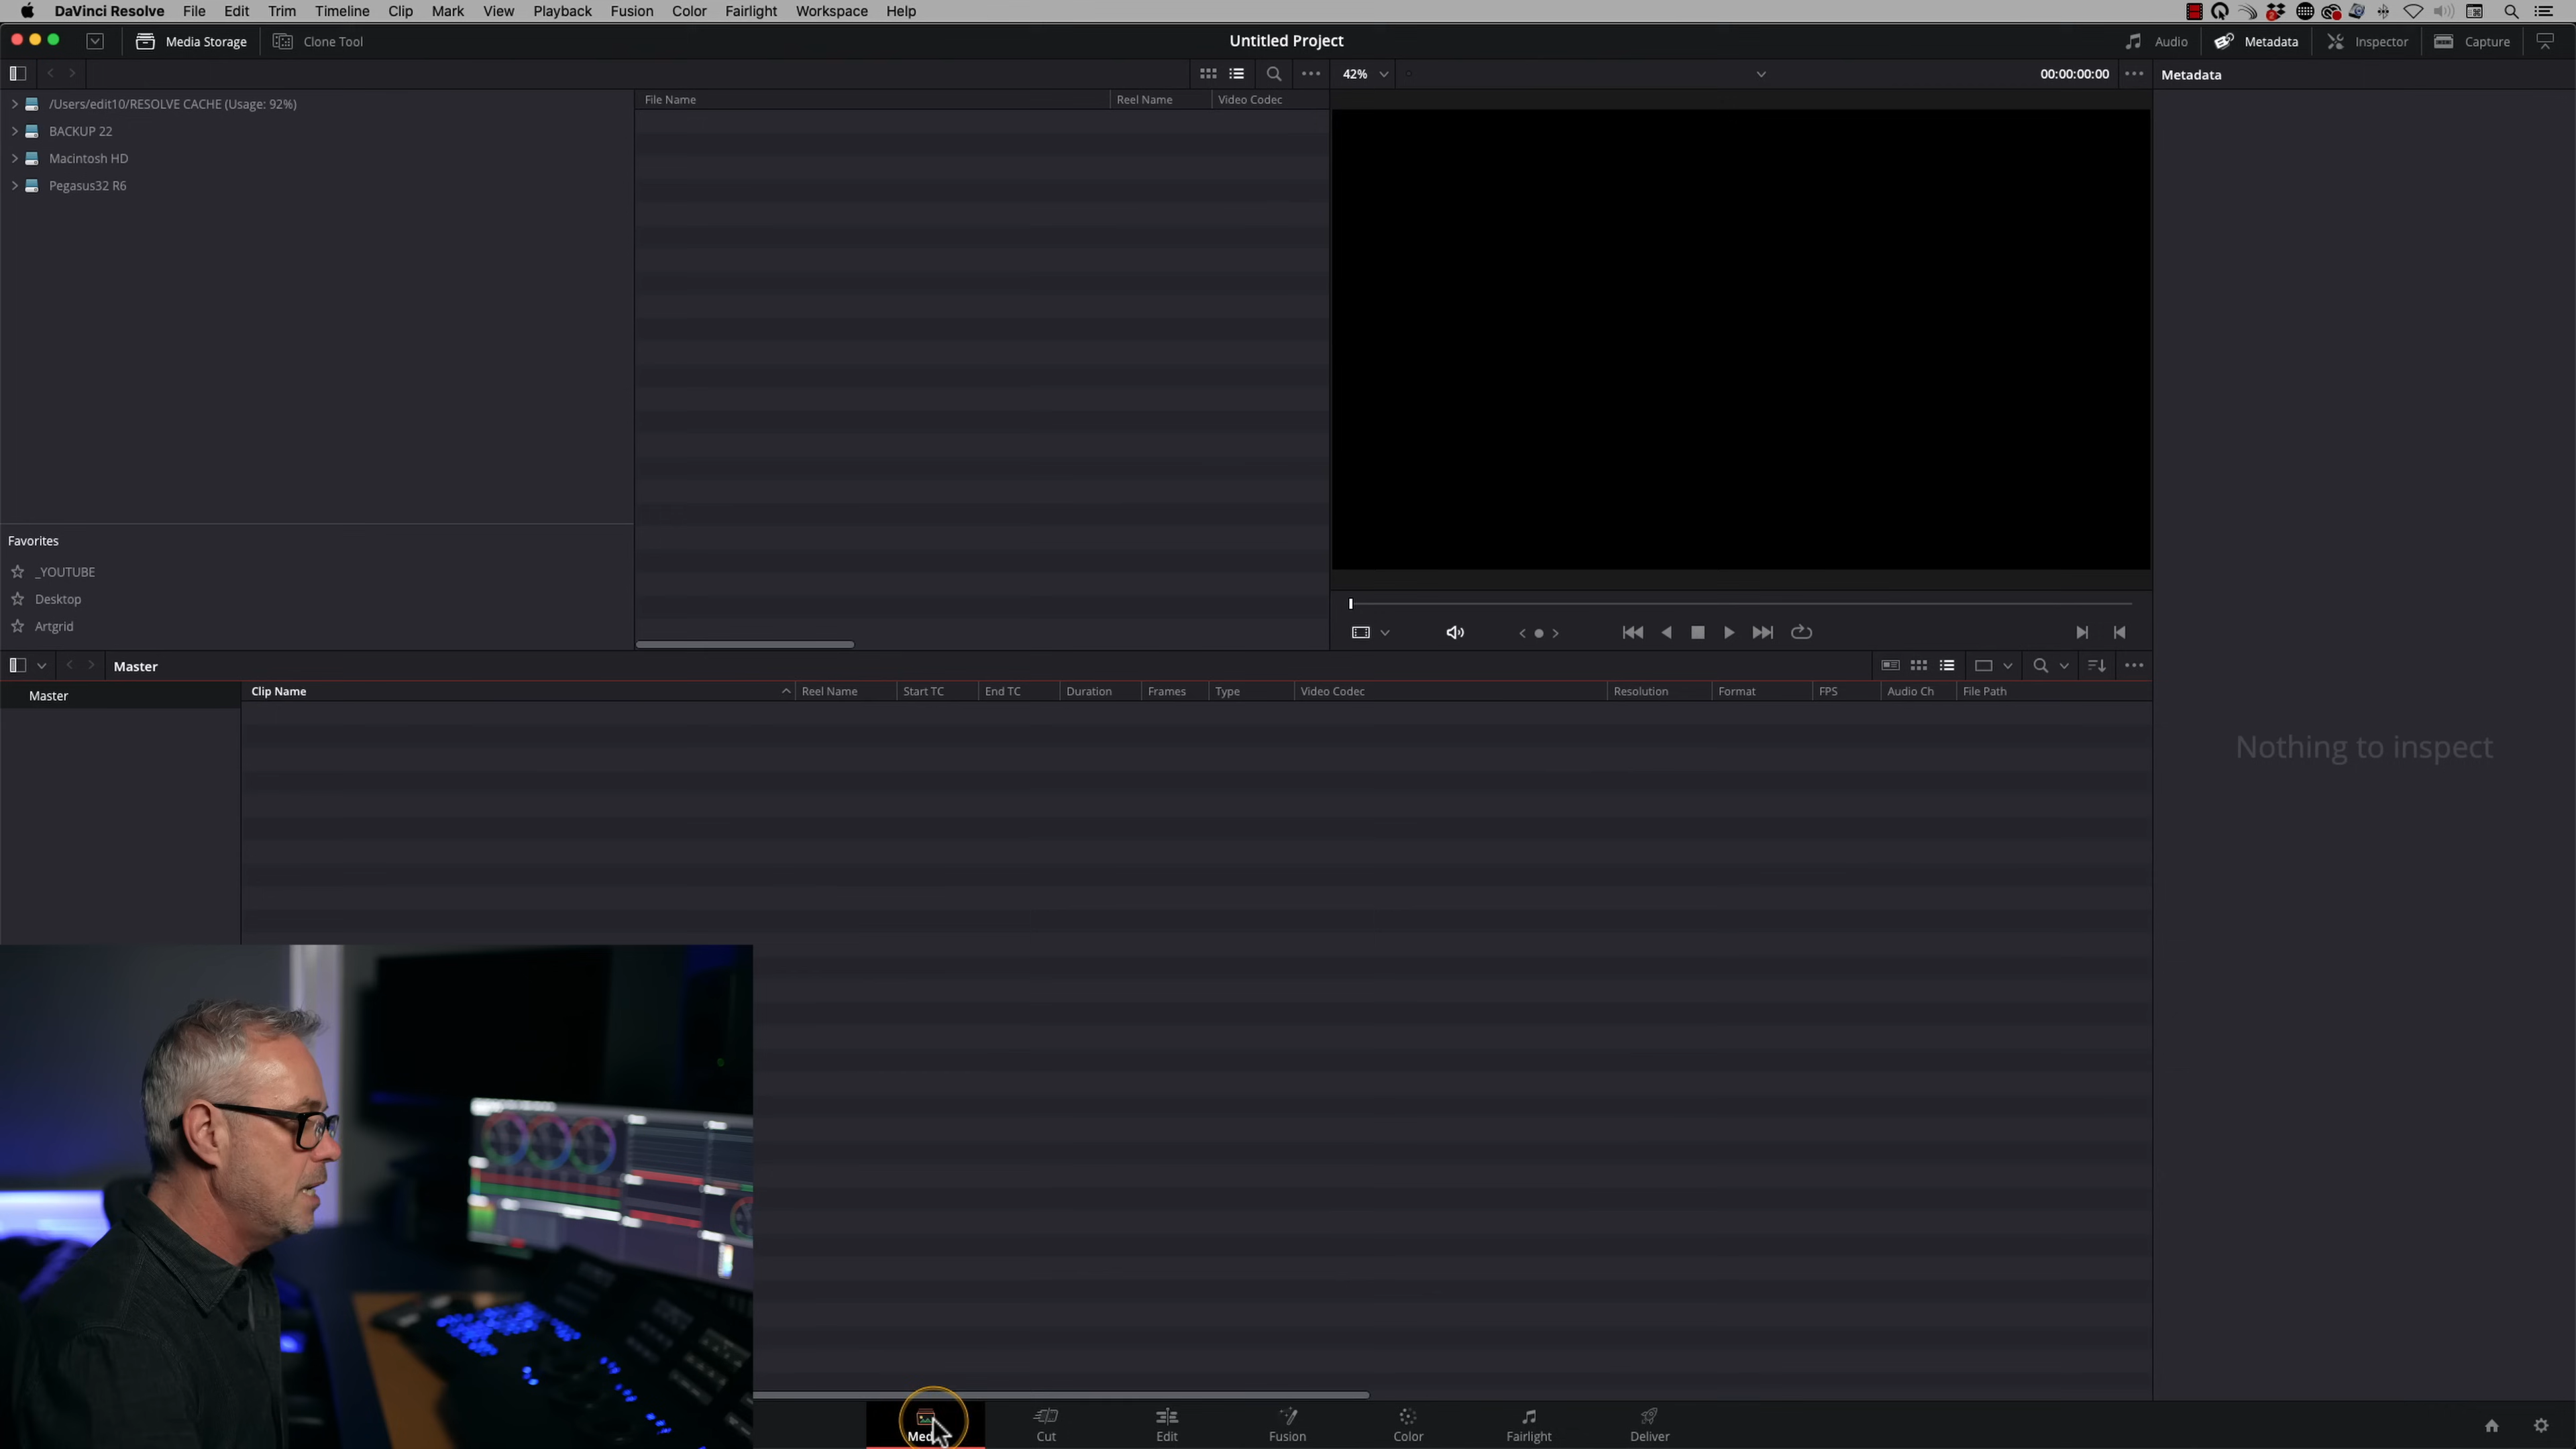 DaVinci Resolve File Edit Trim Timeline Clip Mark View Playback Fusion Color Fairlight Workspace Help
Media Storage Clone Tool Untitled Project Audio Metadata Inspector Capture
42% 00:00:00:00 Metadata
/Users/edit10/RESOLVE CACHE (Usage: 92%)
BACKUP 22
Macintosh HD
Pegasus32 R6
File Name Reel Name Video Codec
Favorites
_YOUTUBE
Desktop
Artgrid
Master
Master
Clip Name Reel Name Start TC End TC Duration Frames Type Video Codec Resolution Format FPS Audio Ch File Path
Nothing to inspect
Cut Edit Fusion Color Fairlight Deliver